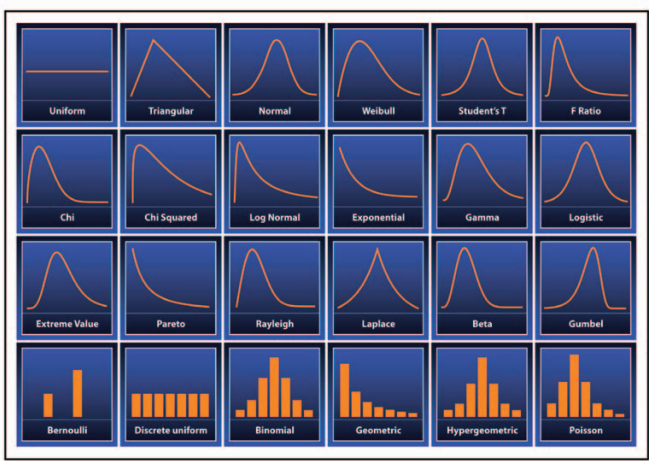 Uniform
Triangular
Normal
Weibull
Student's T
F Ratio
Chi
Chi Squared
Log Normal
Exponential
Gamma
Logistic
Extreme Value
Pareto
Rayleigh
Laplace
Beta
Gumbel
Bernoulli
Discrete uniform
Binomial
Geometric
Hypergeometric
Poisson